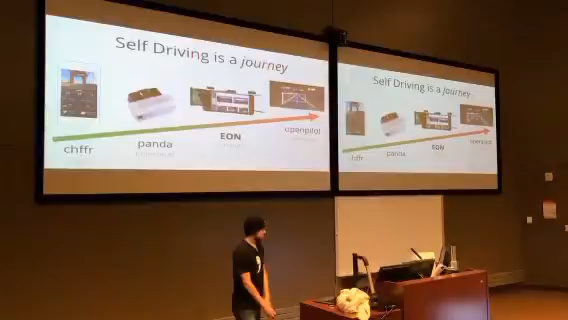 Self Driving is a journey
chffr
panda
EON
openpilot
Self Driving is a journey
chffr
panda
EON
openpilot